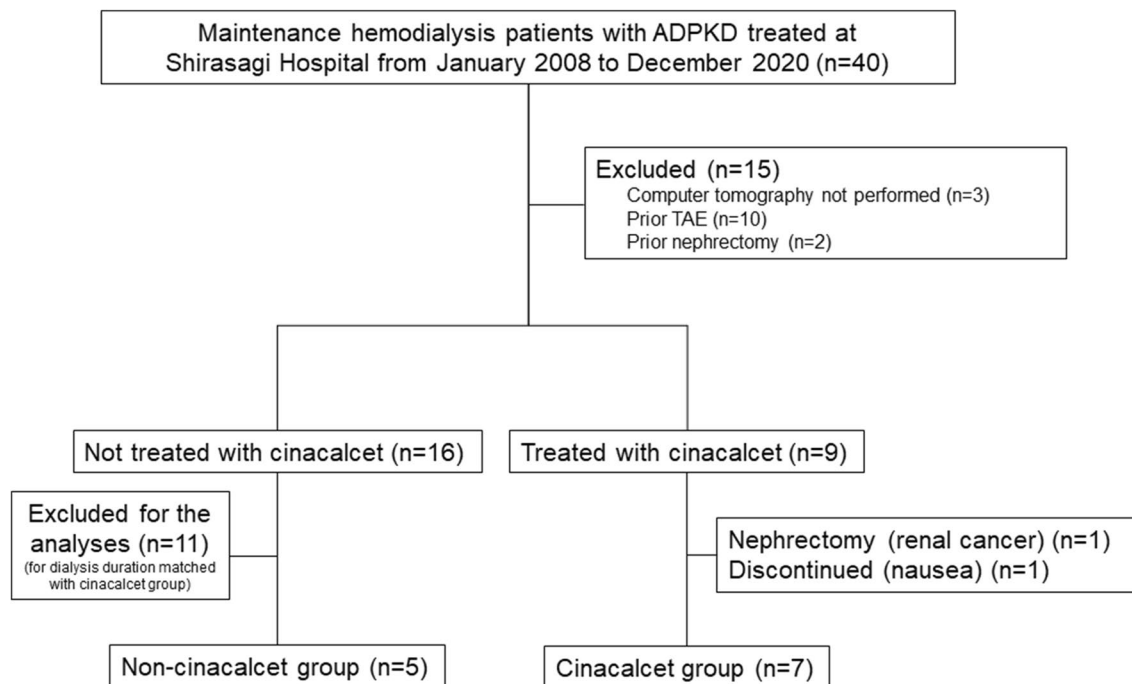 Maintenance hemodialysis patients with ADPKD treated at
Shirasagi Hospital from January 2008 to December 2020 (n=40)
Excluded (n=15)
Computer tomography not performed (n=3)
Prior TAE (n=10)
Prior nephrectomy (n=2)
Not treated with cinacalcet (n=16)
Treated with cinacalcet (n=9)
Excluded for the
analyses (n=11)
(for dialysis duration matched
with cinacalcet group)
Nephrectomy (renal cancer) (n=1)
Discontinued (nausea) (n=1)
Non-cinacalcet group (n=5)
Cinacalcet group (n=7)